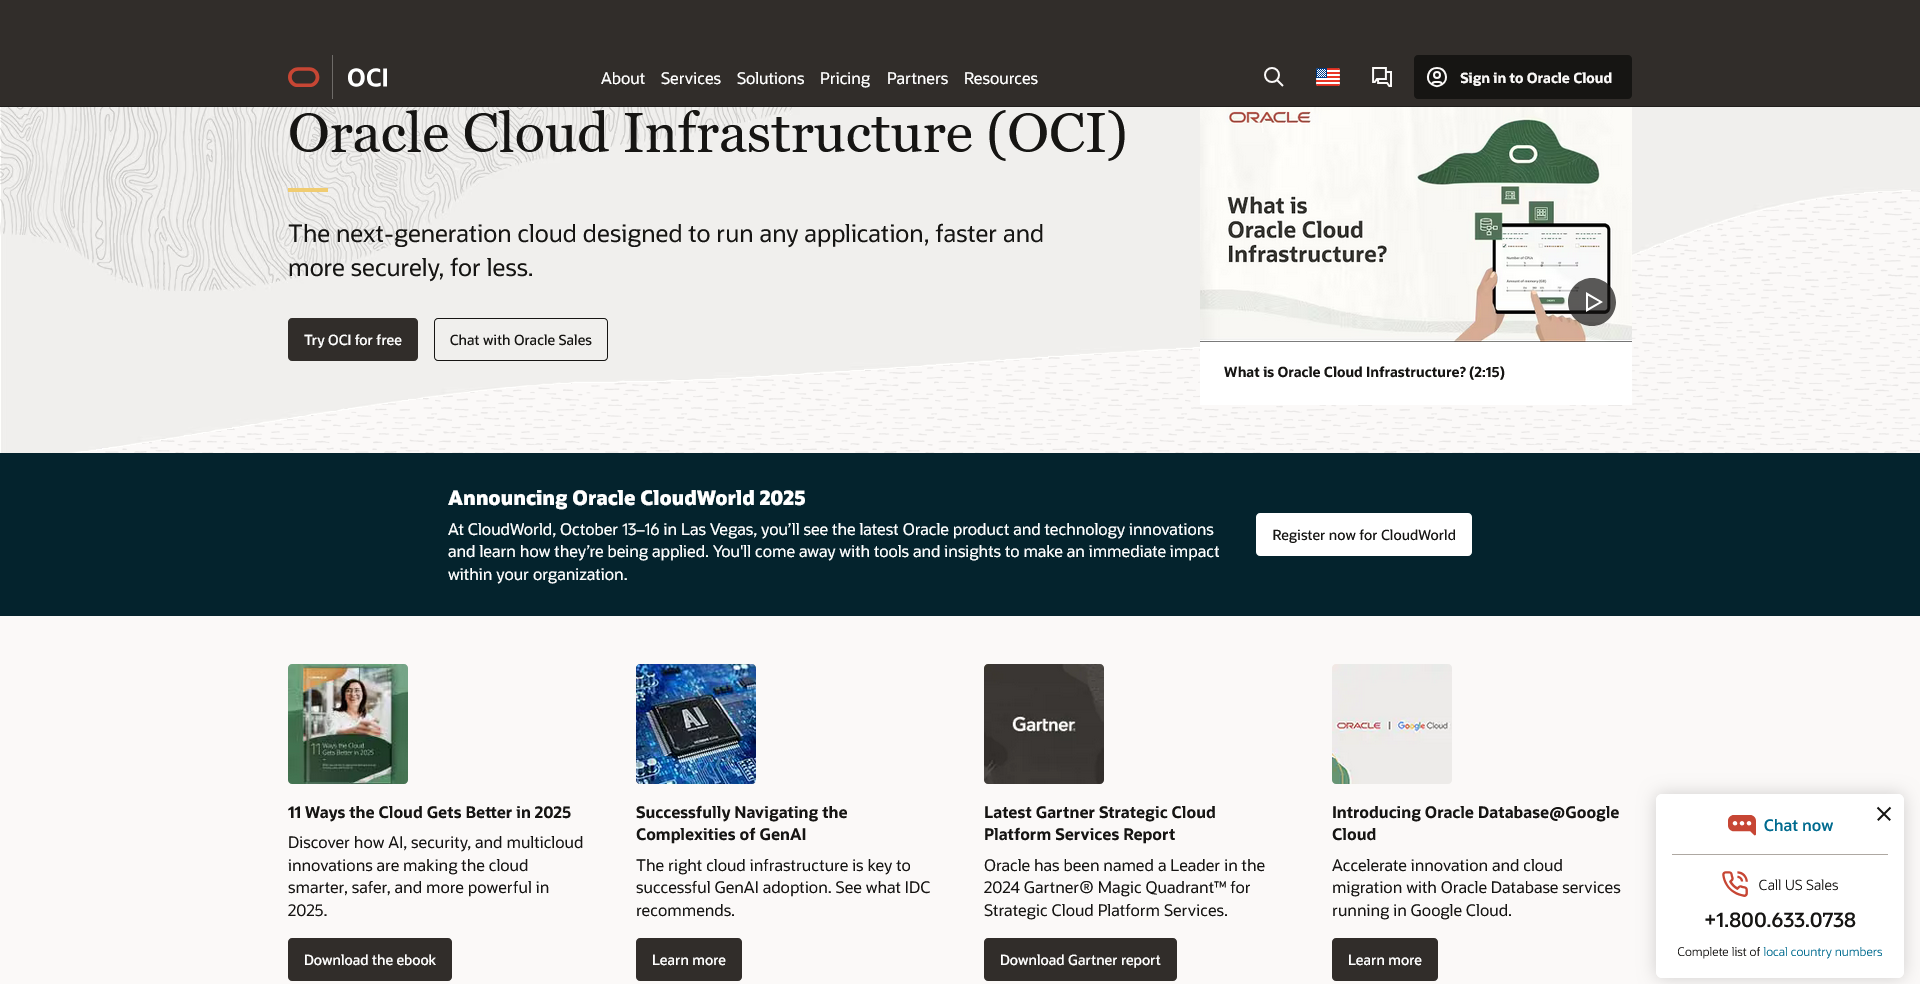 OCI
About Services Solutions Pricing Partners Resources
Sign in to Oracle Cloud
Oracle Cloud Infrastructure (OCI)
The next-generation cloud designed to run any application, faster and
more securely, for less.
Try OCI for free
Chat with Oracle Sales
ORACLE
What is
Oracle Cloud
Infrastructure?
What is Oracle Cloud Infrastructure? (2:15)
Announcing Oracle CloudWorld 2025
At CloudWorld, October 13–16 in Las Vegas, you’ll see the latest Oracle product and technology innovations
and learn how they’re being applied. You'll come away with tools and insights to make an immediate impact
within your organization.
Register now for CloudWorld
11 Ways the Cloud
Gets Better in 2025
11 Ways the Cloud Gets Better in 2025
Discover how AI, security, and multicloud
innovations are making the cloud
smarter, safer, and more powerful in
2025.
Download the ebook
AI
Successfully Navigating the
Complexities of GenAI
The right cloud infrastructure is key to
successful GenAI adoption. See what IDC
recommends.
Learn more
Gartner
Latest Gartner Strategic Cloud
Platform Services Report
Oracle has been named a Leader in the
2024 Gartner® Magic Quadrant™ for
Strategic Cloud Platform Services.
Download Gartner report
ORACLE | Google Cloud
Introducing Oracle Database@Google
Cloud
Accelerate innovation and cloud
migration with Oracle Database services
running in Google Cloud.
Learn more
Chat now
Call US Sales
+1.800.633.0738
Complete list of local country numbers